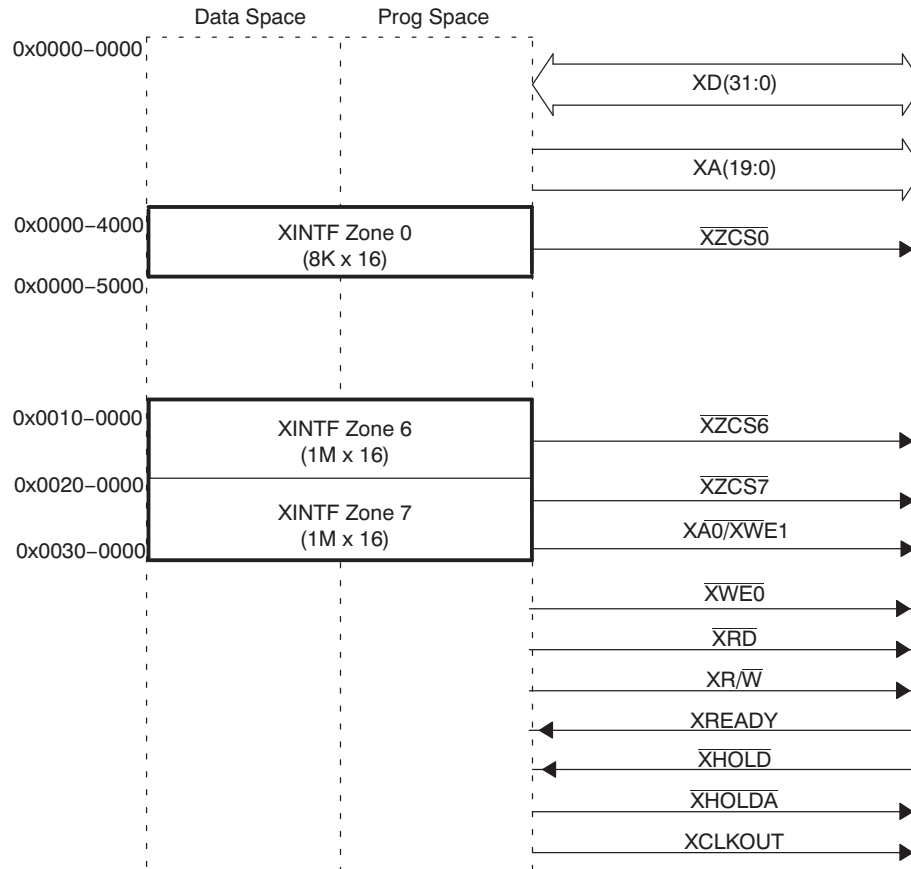 Data Space Prog Space
0x0000−0000
XD(31:0)
XA(19:0)
0x0000−4000
XINTF Zone 0
(8K x 16)
XZCS0
0x0000−5000
0x0010−0000
XINTF Zone 6
(1M x 16)
XZCS6
0x0020−0000
XZCS7
XINTF Zone 7
(1M x 16)
XA0/XWE1
0x0030−0000
XWE0
XRD
XR/W
XREADY
XHOLD
XHOLDA
XCLKOUT